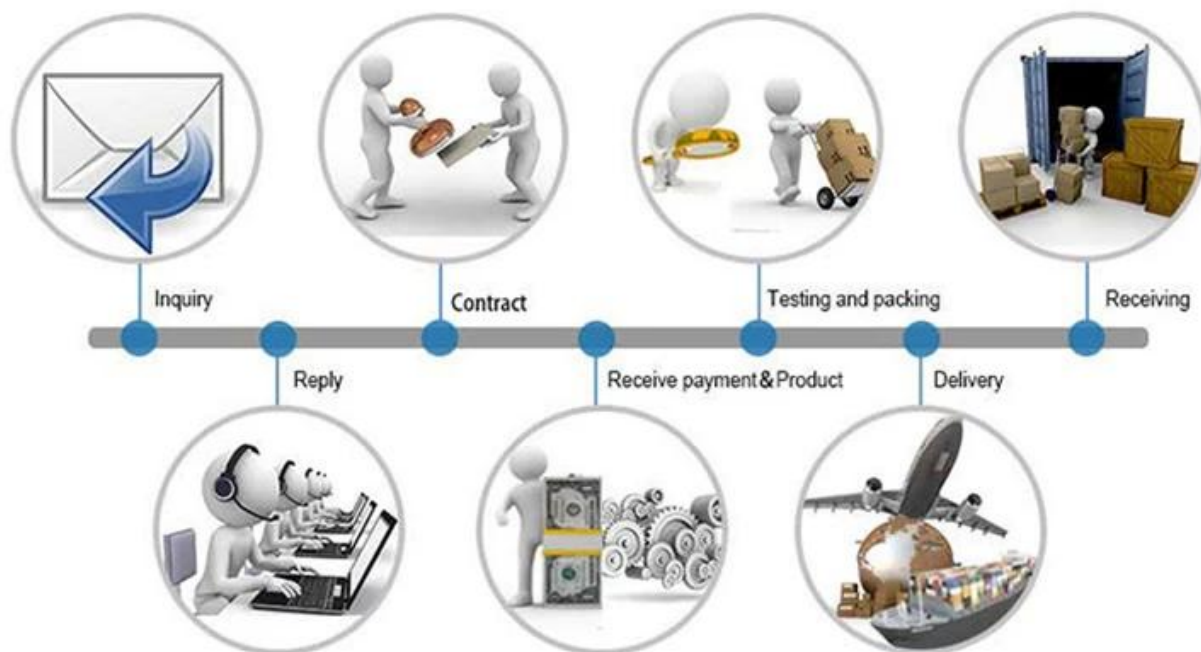 Inquiry
Contract
Testing and packing
Receiving
Reply
Receive payment&Product
Delivery